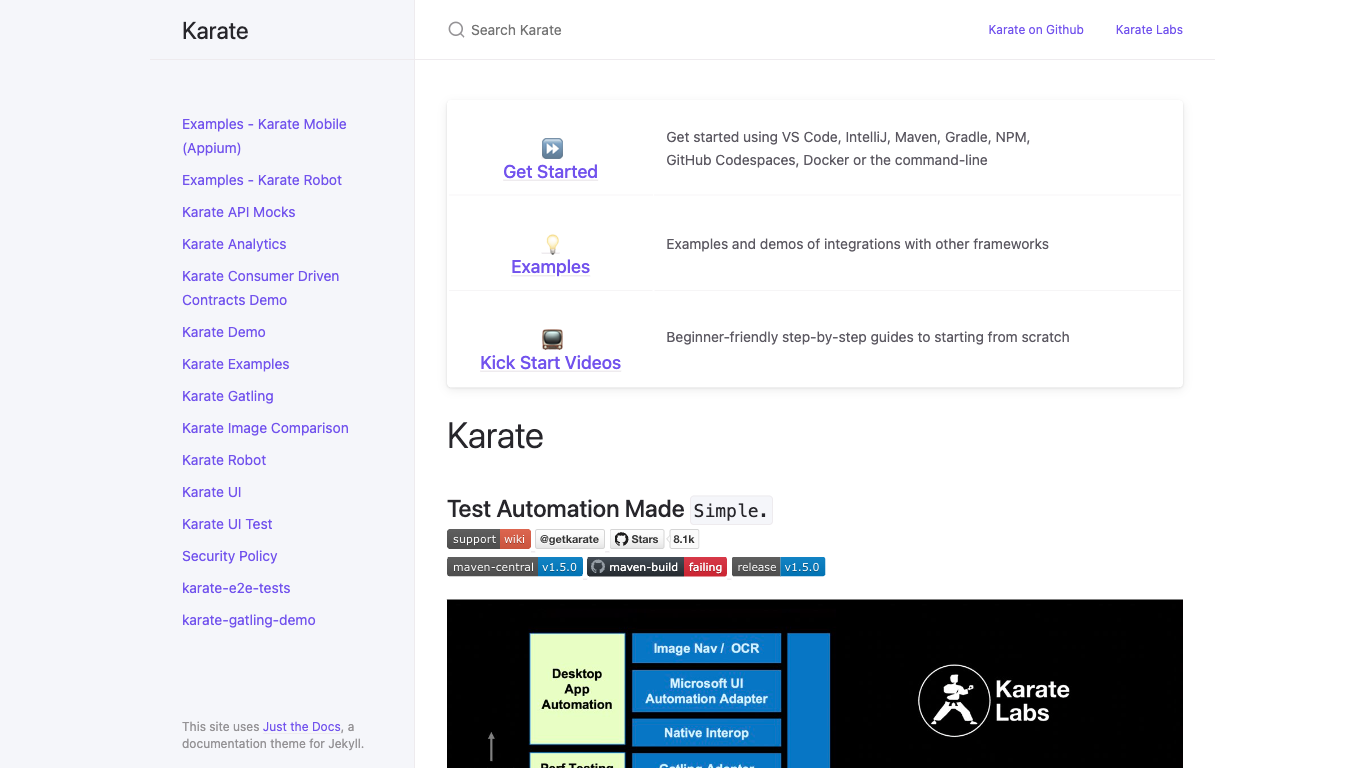 Karate
Search Karate
Karate on Github
Karate Labs
Examples - Karate Mobile
(Appium)
Examples - Karate Robot
Karate API Mocks
Karate Analytics
Karate Consumer Driven
Contracts Demo
Karate Demo
Karate Examples
Karate Gatling
Karate Image Comparison
Karate Robot
Karate UI
Karate UI Test
Security Policy
karate-e2e-tests
karate-gatling-demo
This site uses Just the Docs, a
documentation theme for Jekyll.
Get Started
Get started using VS Code, IntelliJ, Maven, Gradle, NPM,
GitHub Codespaces, Docker or the command-line
Examples
Examples and demos of integrations with other frameworks
Kick Start Videos
Beginner-friendly step-by-step guides to starting from scratch
Karate
Test Automation Made Simple.
support wiki @getkarate Stars 8.1k
maven-central v1.5.0 maven-build failing release v1.5.0
Desktop
App
Automation
Image Nav / OCR
Microsoft UI
Automation Adapter
Native Interop
Perf Testing
Gatling Adapter
Karate
Labs